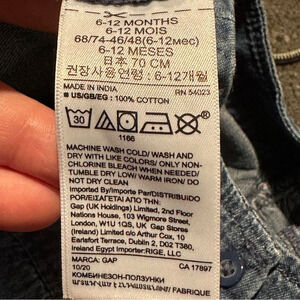 6-12 MONTHS
6-12 MOIS
68/74-46/48(6-12мес)
6-12 MESES
日本 70 CM
권장사용연령 : 6-12개월
MADE IN INDIA
RN 54023
US/GB/EG : 100% COTTON
30
1166
MACHINE WASH COLD/ WASH AND
DRY WITH LIKE COLORS/ ONLY NON-
CHLORINE BLEACH WHEN NEEDED/
TUMBLE DRY LOW/ WARM IRON/ DO
NOT DRY CLEAN
Imported By/Importe Par/DISTRIBUIDO
POR/ΕΙΣΑΓΕΤΑΙ ΑΠΟ ΤΗΝ:
Gap (UK Holdings) Limited, 2nd Floor
Nations House, 103 Wigmore Street,
London, W1U 1QS, United Gap
(Ireland) Limited c/o Arthur Cox, 10
Earlsfort Terrace, Dublin 2, D02 T380,
Ireland Egypt Importer:RIGE, LLC
MARCA: GAP
10/20
CA 17897
КОМБИНЕЗОН-ПОЛЗУНКИ